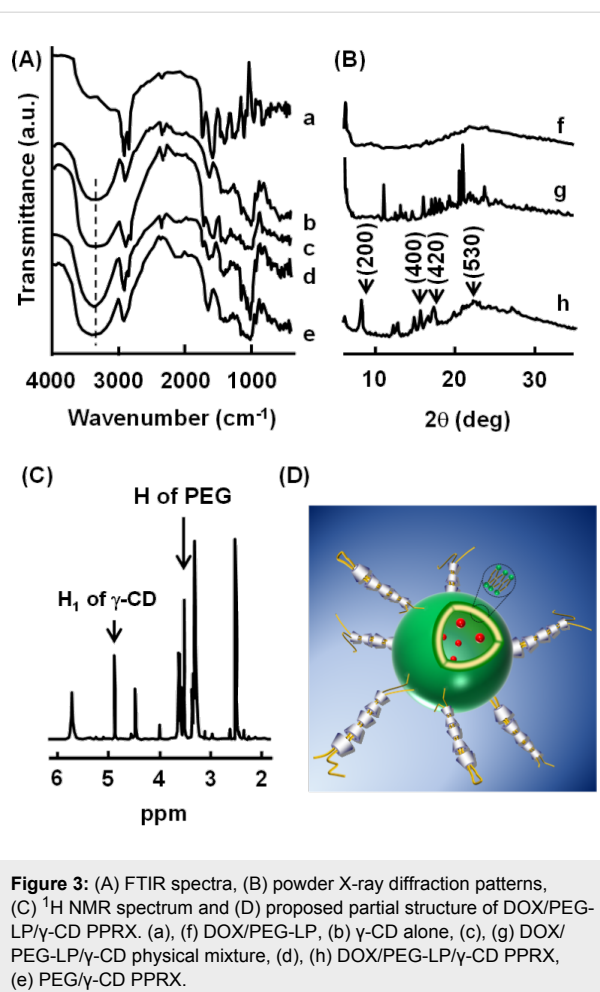 (A)
Transmittance (a.u.)
a
b
c
d
e
4000 3000 2000 1000
Wavenumber (cm⁻¹)
(B)
f
g
(200)
(400)
(420)
(530)
h
10 20 30
2θ (deg)
(C)
H of PEG
H₁ of γ-CD
6 5 4 3 2
ppm
(D)
Figure 3: (A) FTIR spectra, (B) powder X-ray diffraction patterns,
(C) ¹H NMR spectrum and (D) proposed partial structure of DOX/PEG-
LP/γ-CD PPRX. (a), (f) DOX/PEG-LP, (b) γ-CD alone, (c), (g) DOX/
PEG-LP/γ-CD physical mixture, (d), (h) DOX/PEG-LP/γ-CD PPRX,
(e) PEG/γ-CD PPRX.